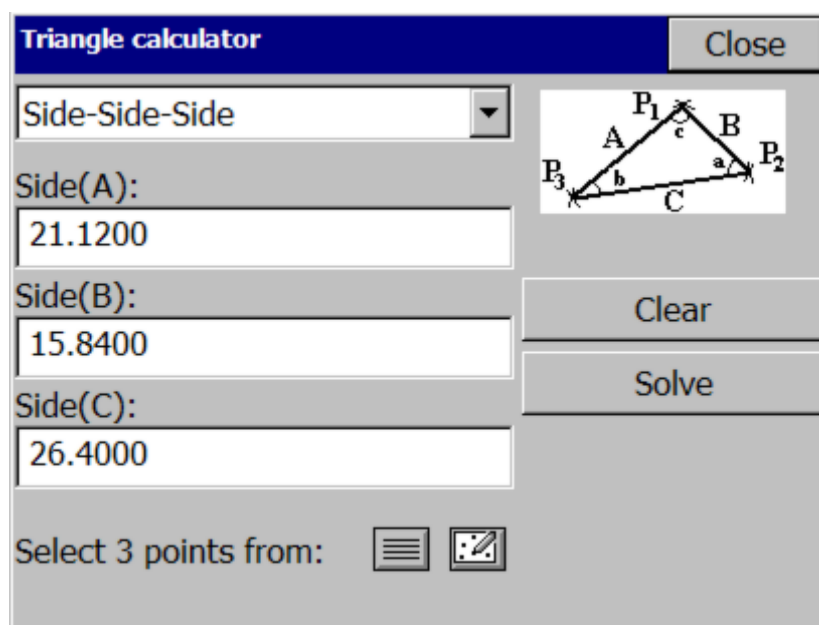 Triangle calculator
Close
Side-Side-Side
P1
A
c
B
P3
b
a
P2
C
Side(A):
21.1200
Side(B):
15.8400
Clear
Side(C):
26.4000
Solve
Select 3 points from: